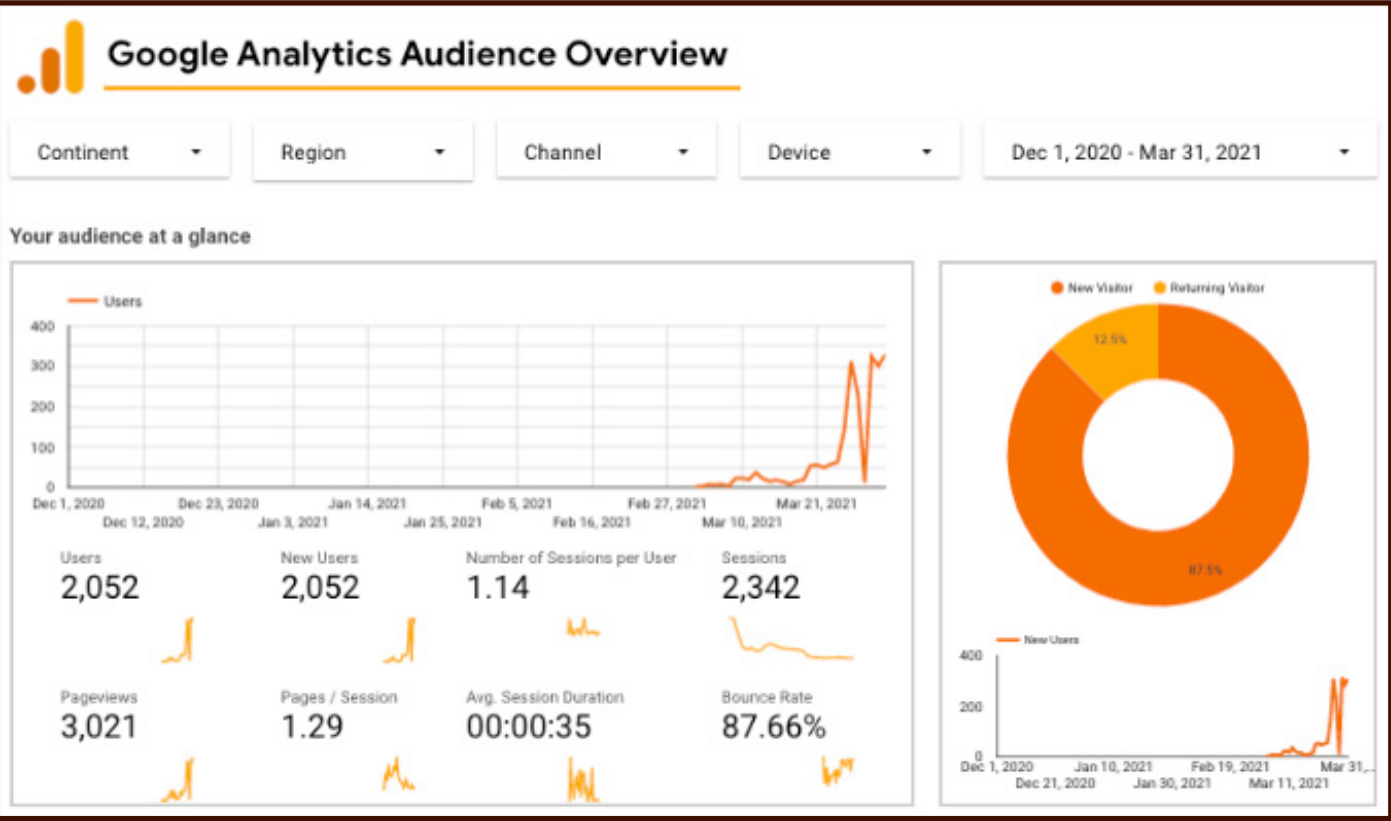 Google Analytics Audience Overview
Continent Region Channel Device Dec 1, 2020 - Mar 31, 2021
Your audience at a glance
Users
400
300
200
100
0
Dec 1, 2020 Dec 23, 2020 Jan 14, 2021 Feb 5, 2021 Feb 27, 2021 Mar 21, 2021
Dec 12, 2020 Jan 3, 2021 Jan 25, 2021 Feb 16, 2021 Mar 10, 2021
Users New Users Number of Sessions per User Sessions
2,052 2,052 1.14 2,342
Pageviews Pages / Session Avg. Session Duration Bounce Rate
3,021 1.29 00:00:35 87.66%
New Visitor Returning Visitor
12.5%
87.5%
New Users
400
200
0
Dec 1, 2020 Jan 10, 2021 Feb 19, 2021 Mar 31,...
Dec 21, 2020 Jan 30, 2021 Mar 11, 2021